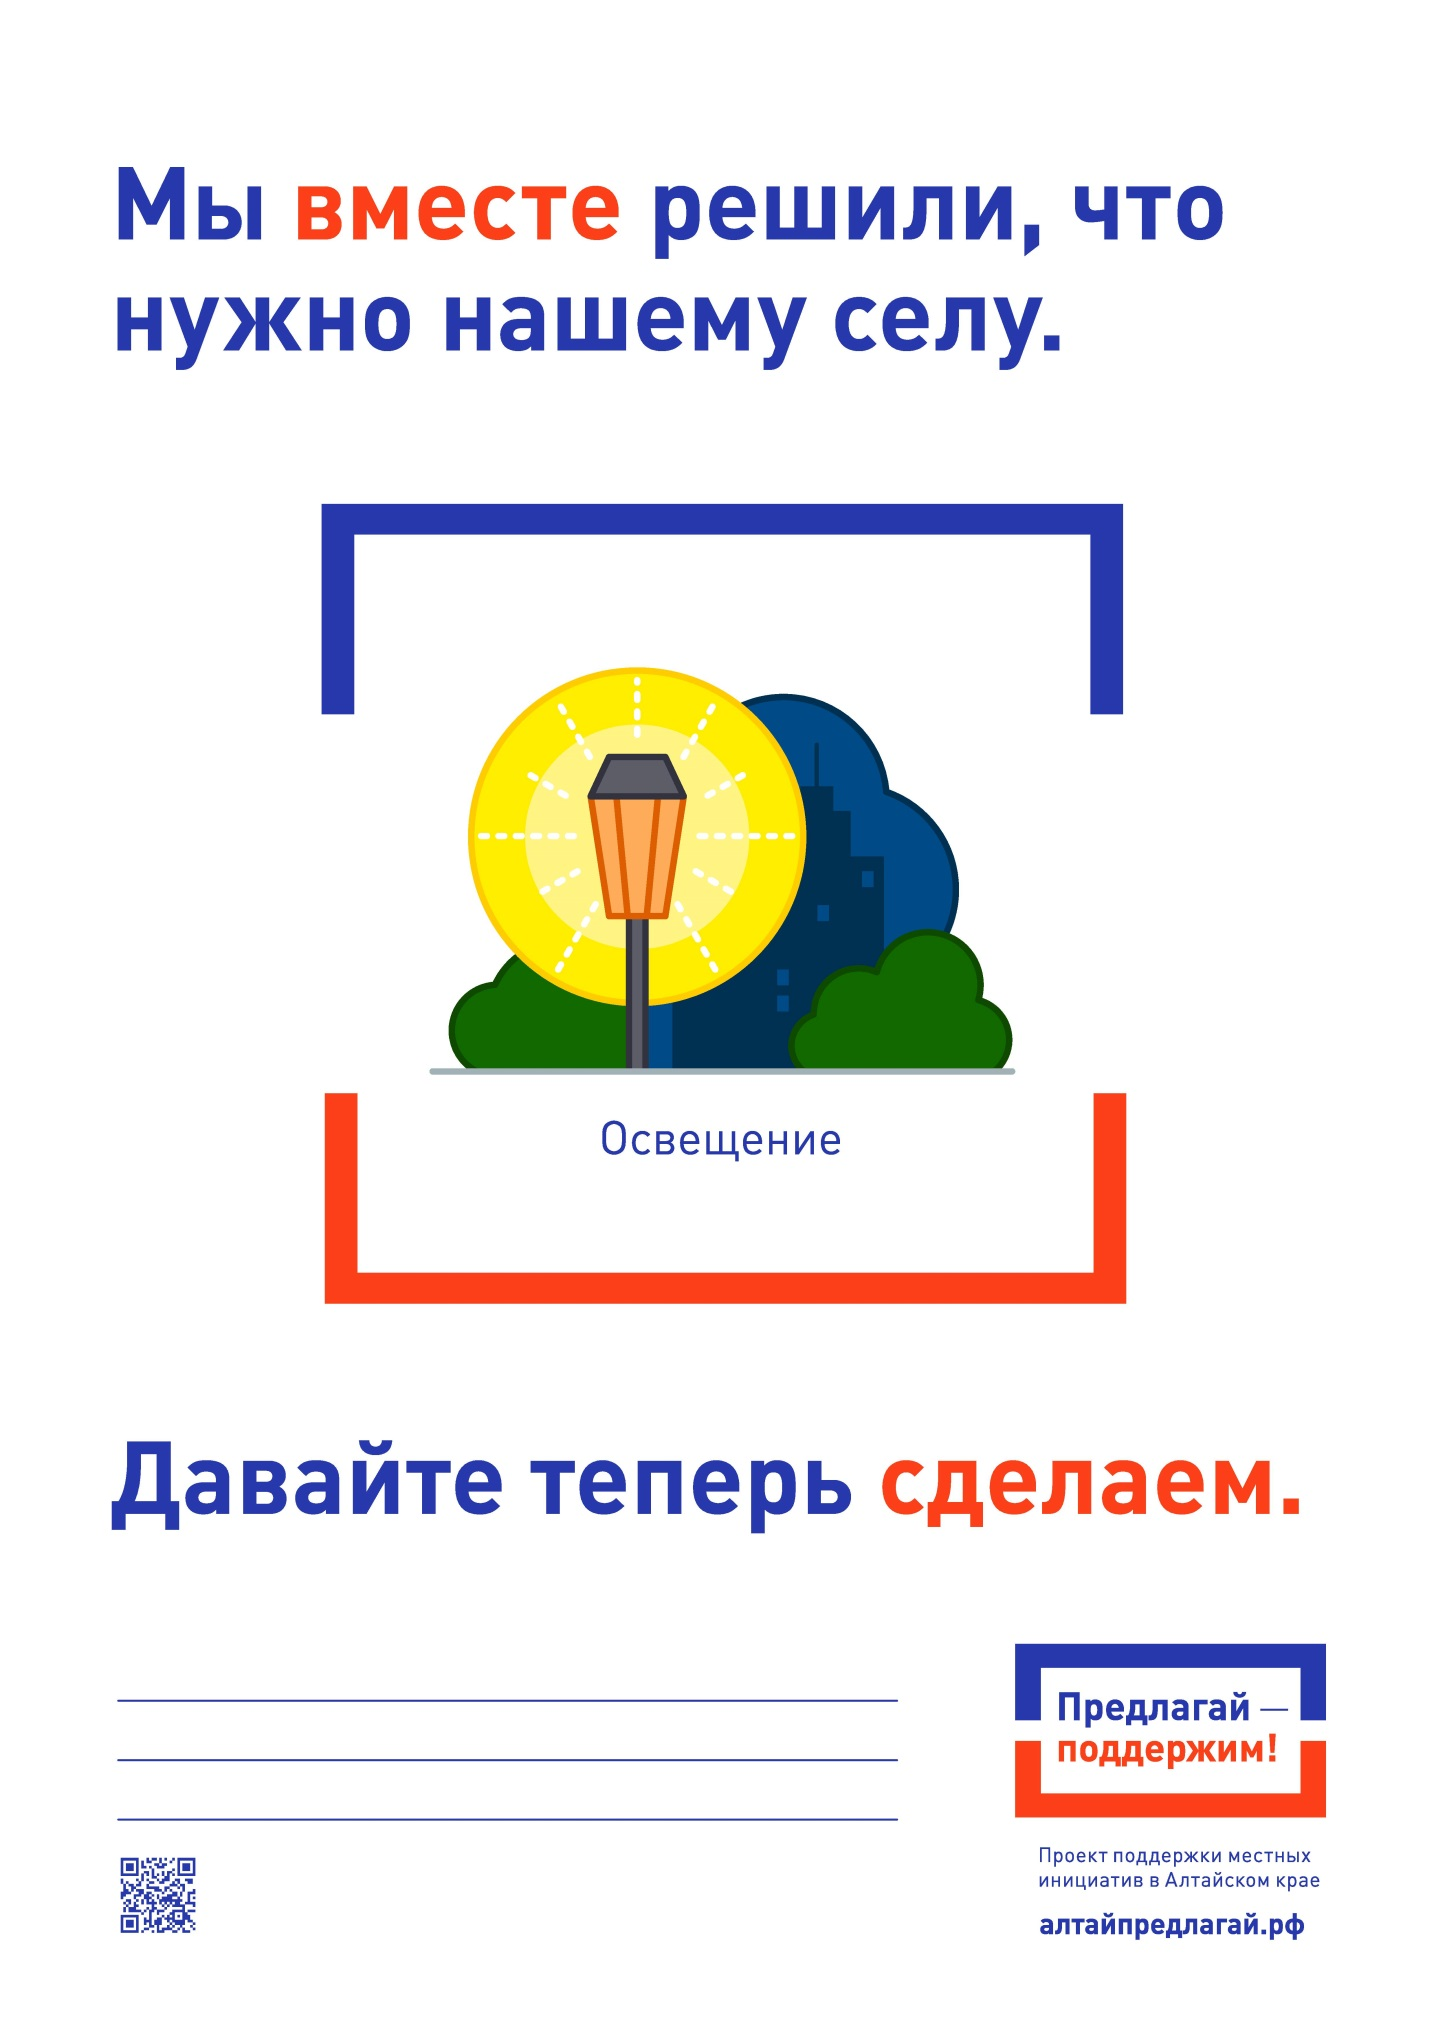 Мы вместе решили, что
нужно нашему селу.
Освещение
Давайте теперь сделаем.
Предлагай —
поддержим!
Проект поддержки местных
инициатив в Алтайском крае
алтайпредлагай.рф